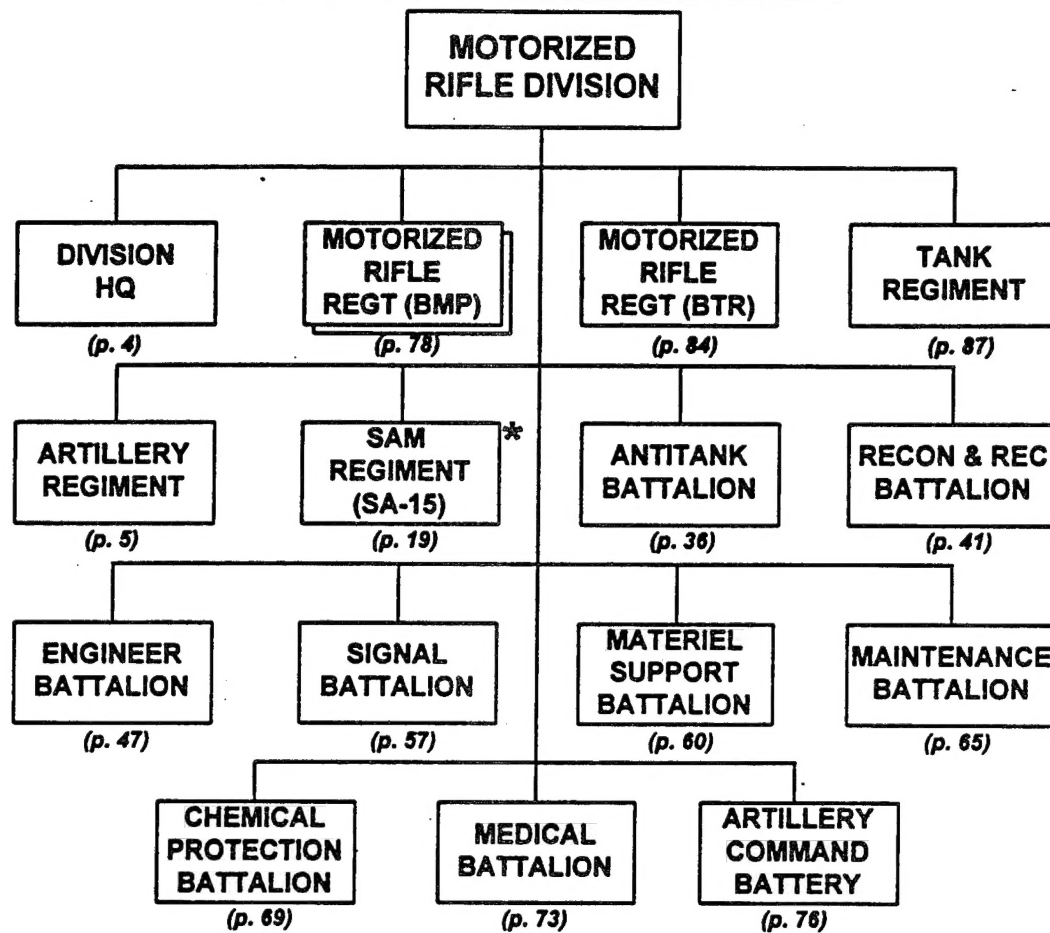 MOTORIZED
RIFLE DIVISION
DIVISION
HQ
(p. 4)
MOTORIZED
RIFLE
REGT (BMP)
(p. 78)
MOTORIZED
RIFLE
REGT (BTR)
(p. 84)
TANK
REGIMENT
(p. 87)
ARTILLERY
REGIMENT
(p. 5)
SAM
REGIMENT
(SA-15)
*
(p. 19)
ANTITANK
BATTALION
(p. 36)
RECON & REC
BATTALION
(p. 41)
ENGINEER
BATTALION
(p. 47)
SIGNAL
BATTALION
(p. 57)
MATERIEL
SUPPORT
BATTALION
(p. 60)
MAINTENANCE
BATTALION
(p. 65)
CHEMICAL
PROTECTION
BATTALION
(p. 69)
MEDICAL
BATTALION
(p. 73)
ARTILLERY
COMMAND
BATTERY
(p. 76)